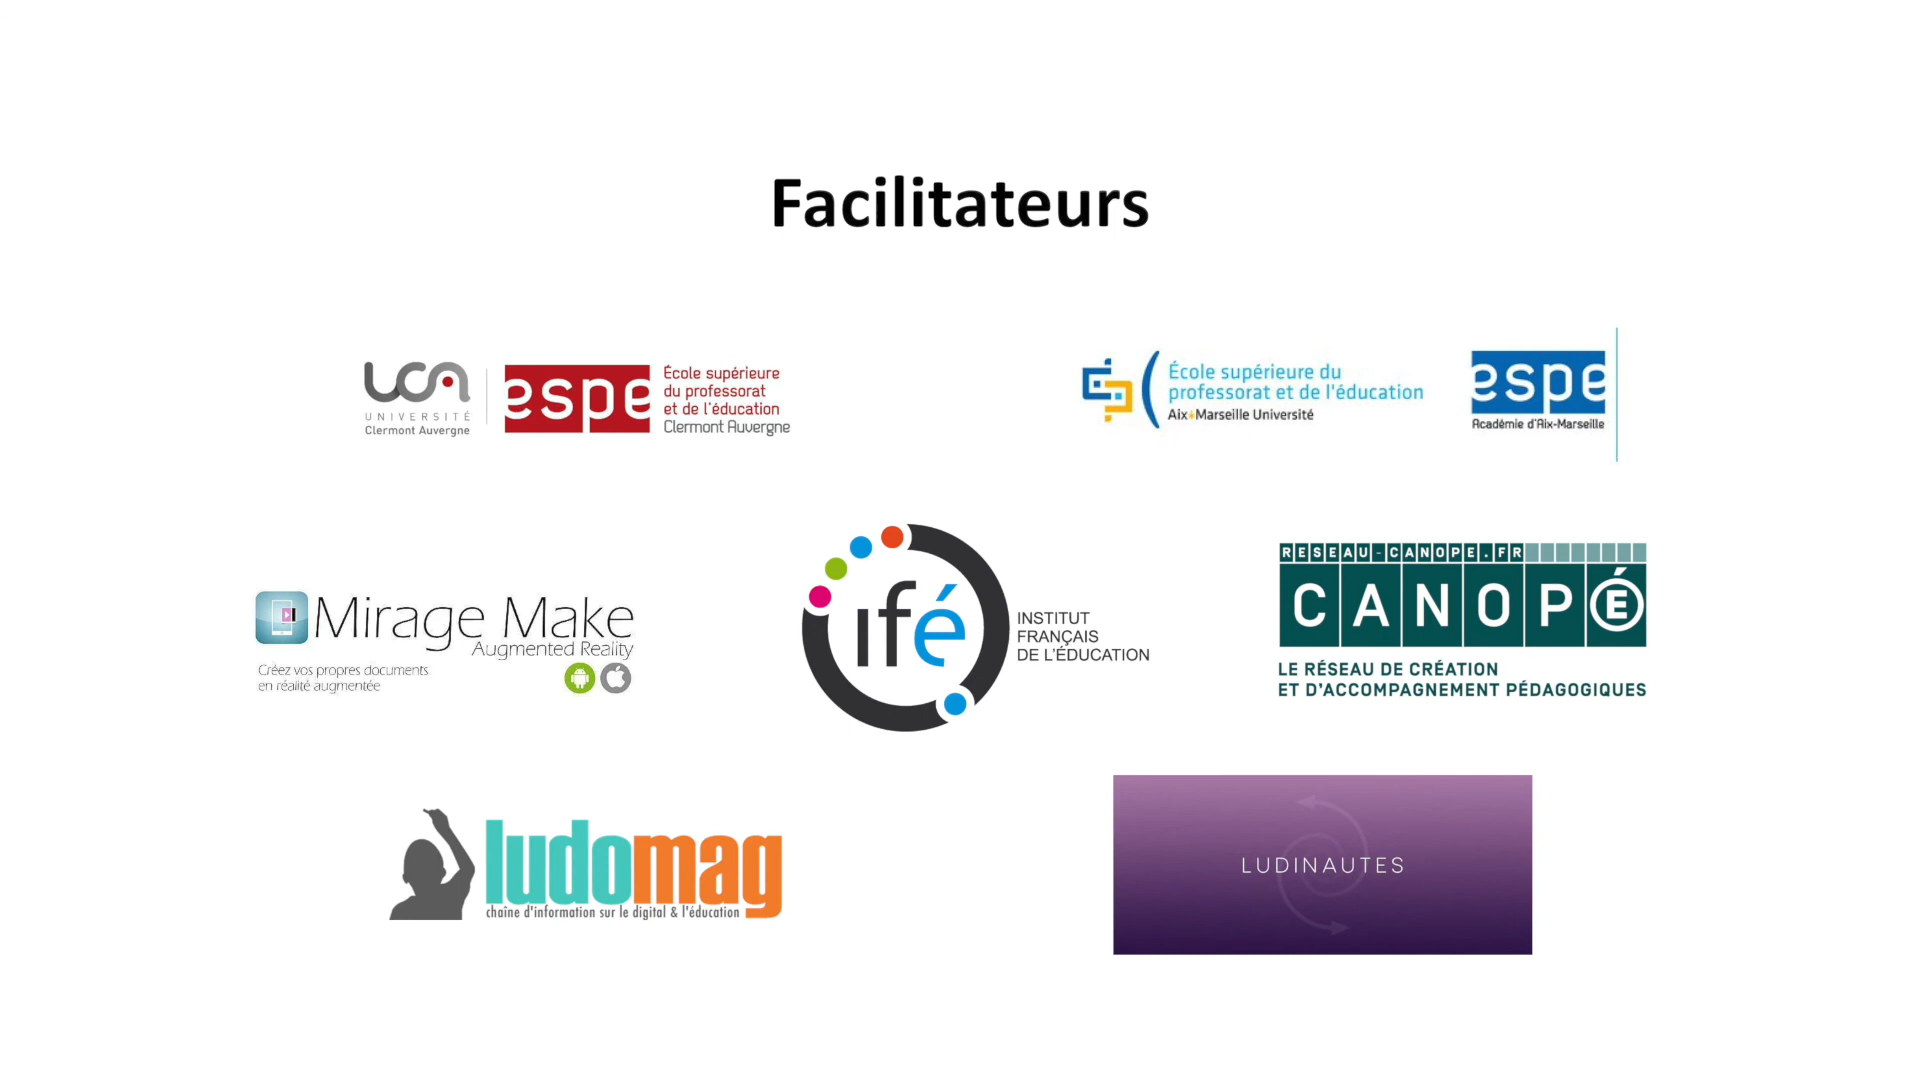 Facilitateurs
uca
UNIVERSITÉ
Clermont Auvergne
espe
École supérieure
du professorat
et de l'éducation
Clermont Auvergne
École supérieure du
professorat et de l'éducation
Aix*Marseille Université
espe
Académie d'Aix-Marseille
Mirage Make
Augmented Reality
Créez vos propres documents
en réalité augmentée
ifé
INSTITUT
FRANÇAIS
DE L'ÉDUCATION
RESEAU-CANOPE.FR
CANOPÉ
LE RÉSEAU DE CRÉATION
ET D'ACCOMPAGNEMENT PÉDAGOGIQUES
ludomag
chaîne d'information sur le digital & l'éducation
LUDINAUTES